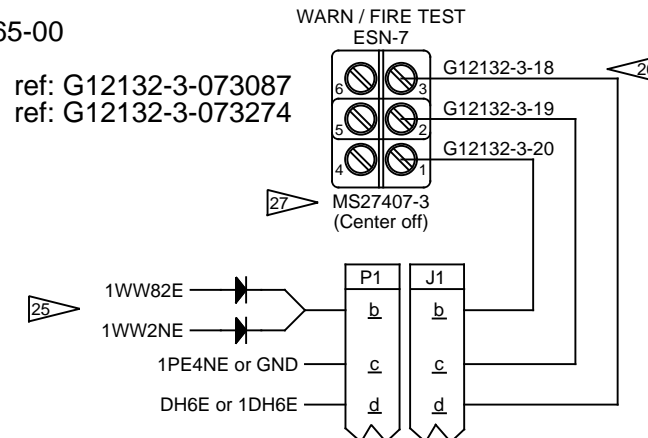 WARN / FIRE TEST
ESN-7
65-00
ref: G12132-3-073087
ref: G12132-3-073274
6 3 G12132-3-18
5 2 G12132-3-19
4 1 G12132-3-20
27 MS27407-3
(Center off)
P1 J1
25
1WW82E
1WW2NE
b b
1PE4NE or GND c c
DH6E or 1DH6E d d